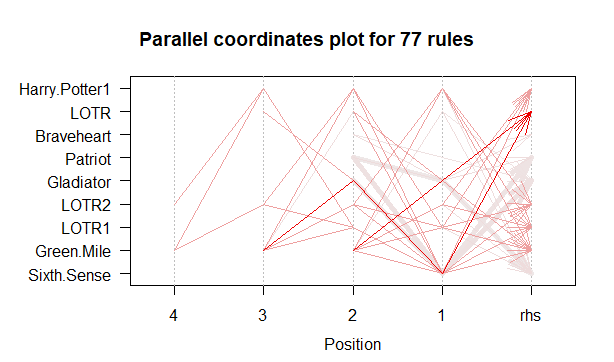 Parallel coordinates plot for 77 rules
Harry.Potter1
LOTR
Braveheart
Patriot
Gladiator
LOTR2
LOTR1
Green.Mile
Sixth.Sense
4 3 2 1 rhs
Position